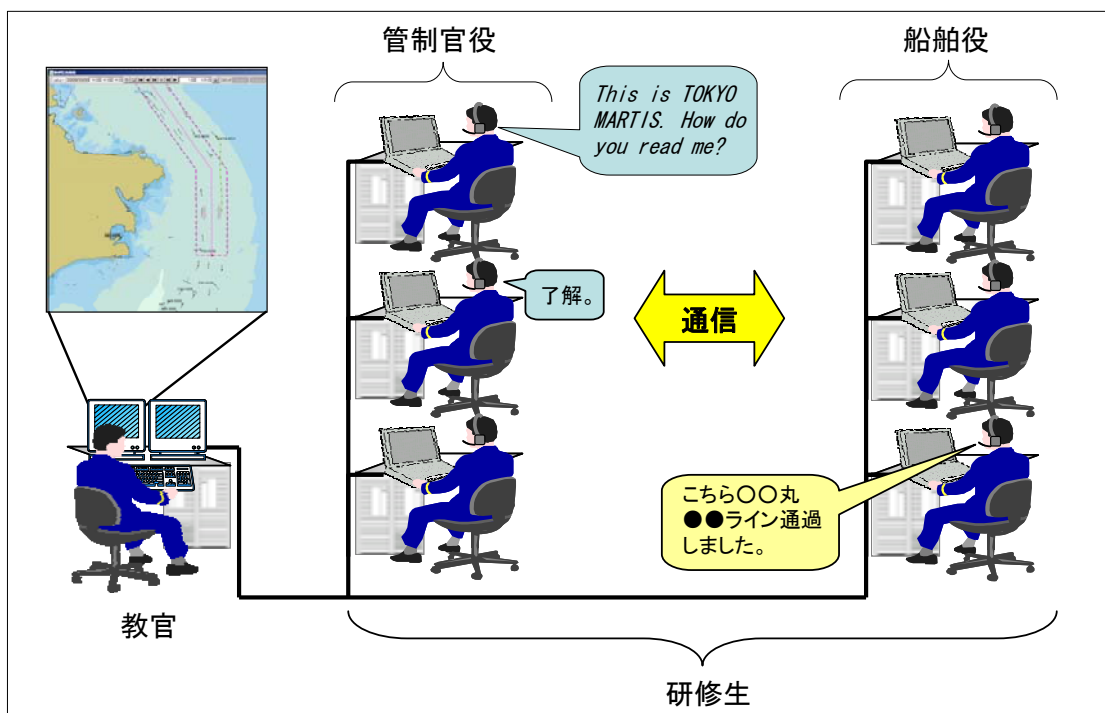 管制官役
船舶役
This is TOKYO
MARTIS. How do
you read me?
了解。
通信
こちら〇〇丸
●●ライン通過
しました。
教官
研修生